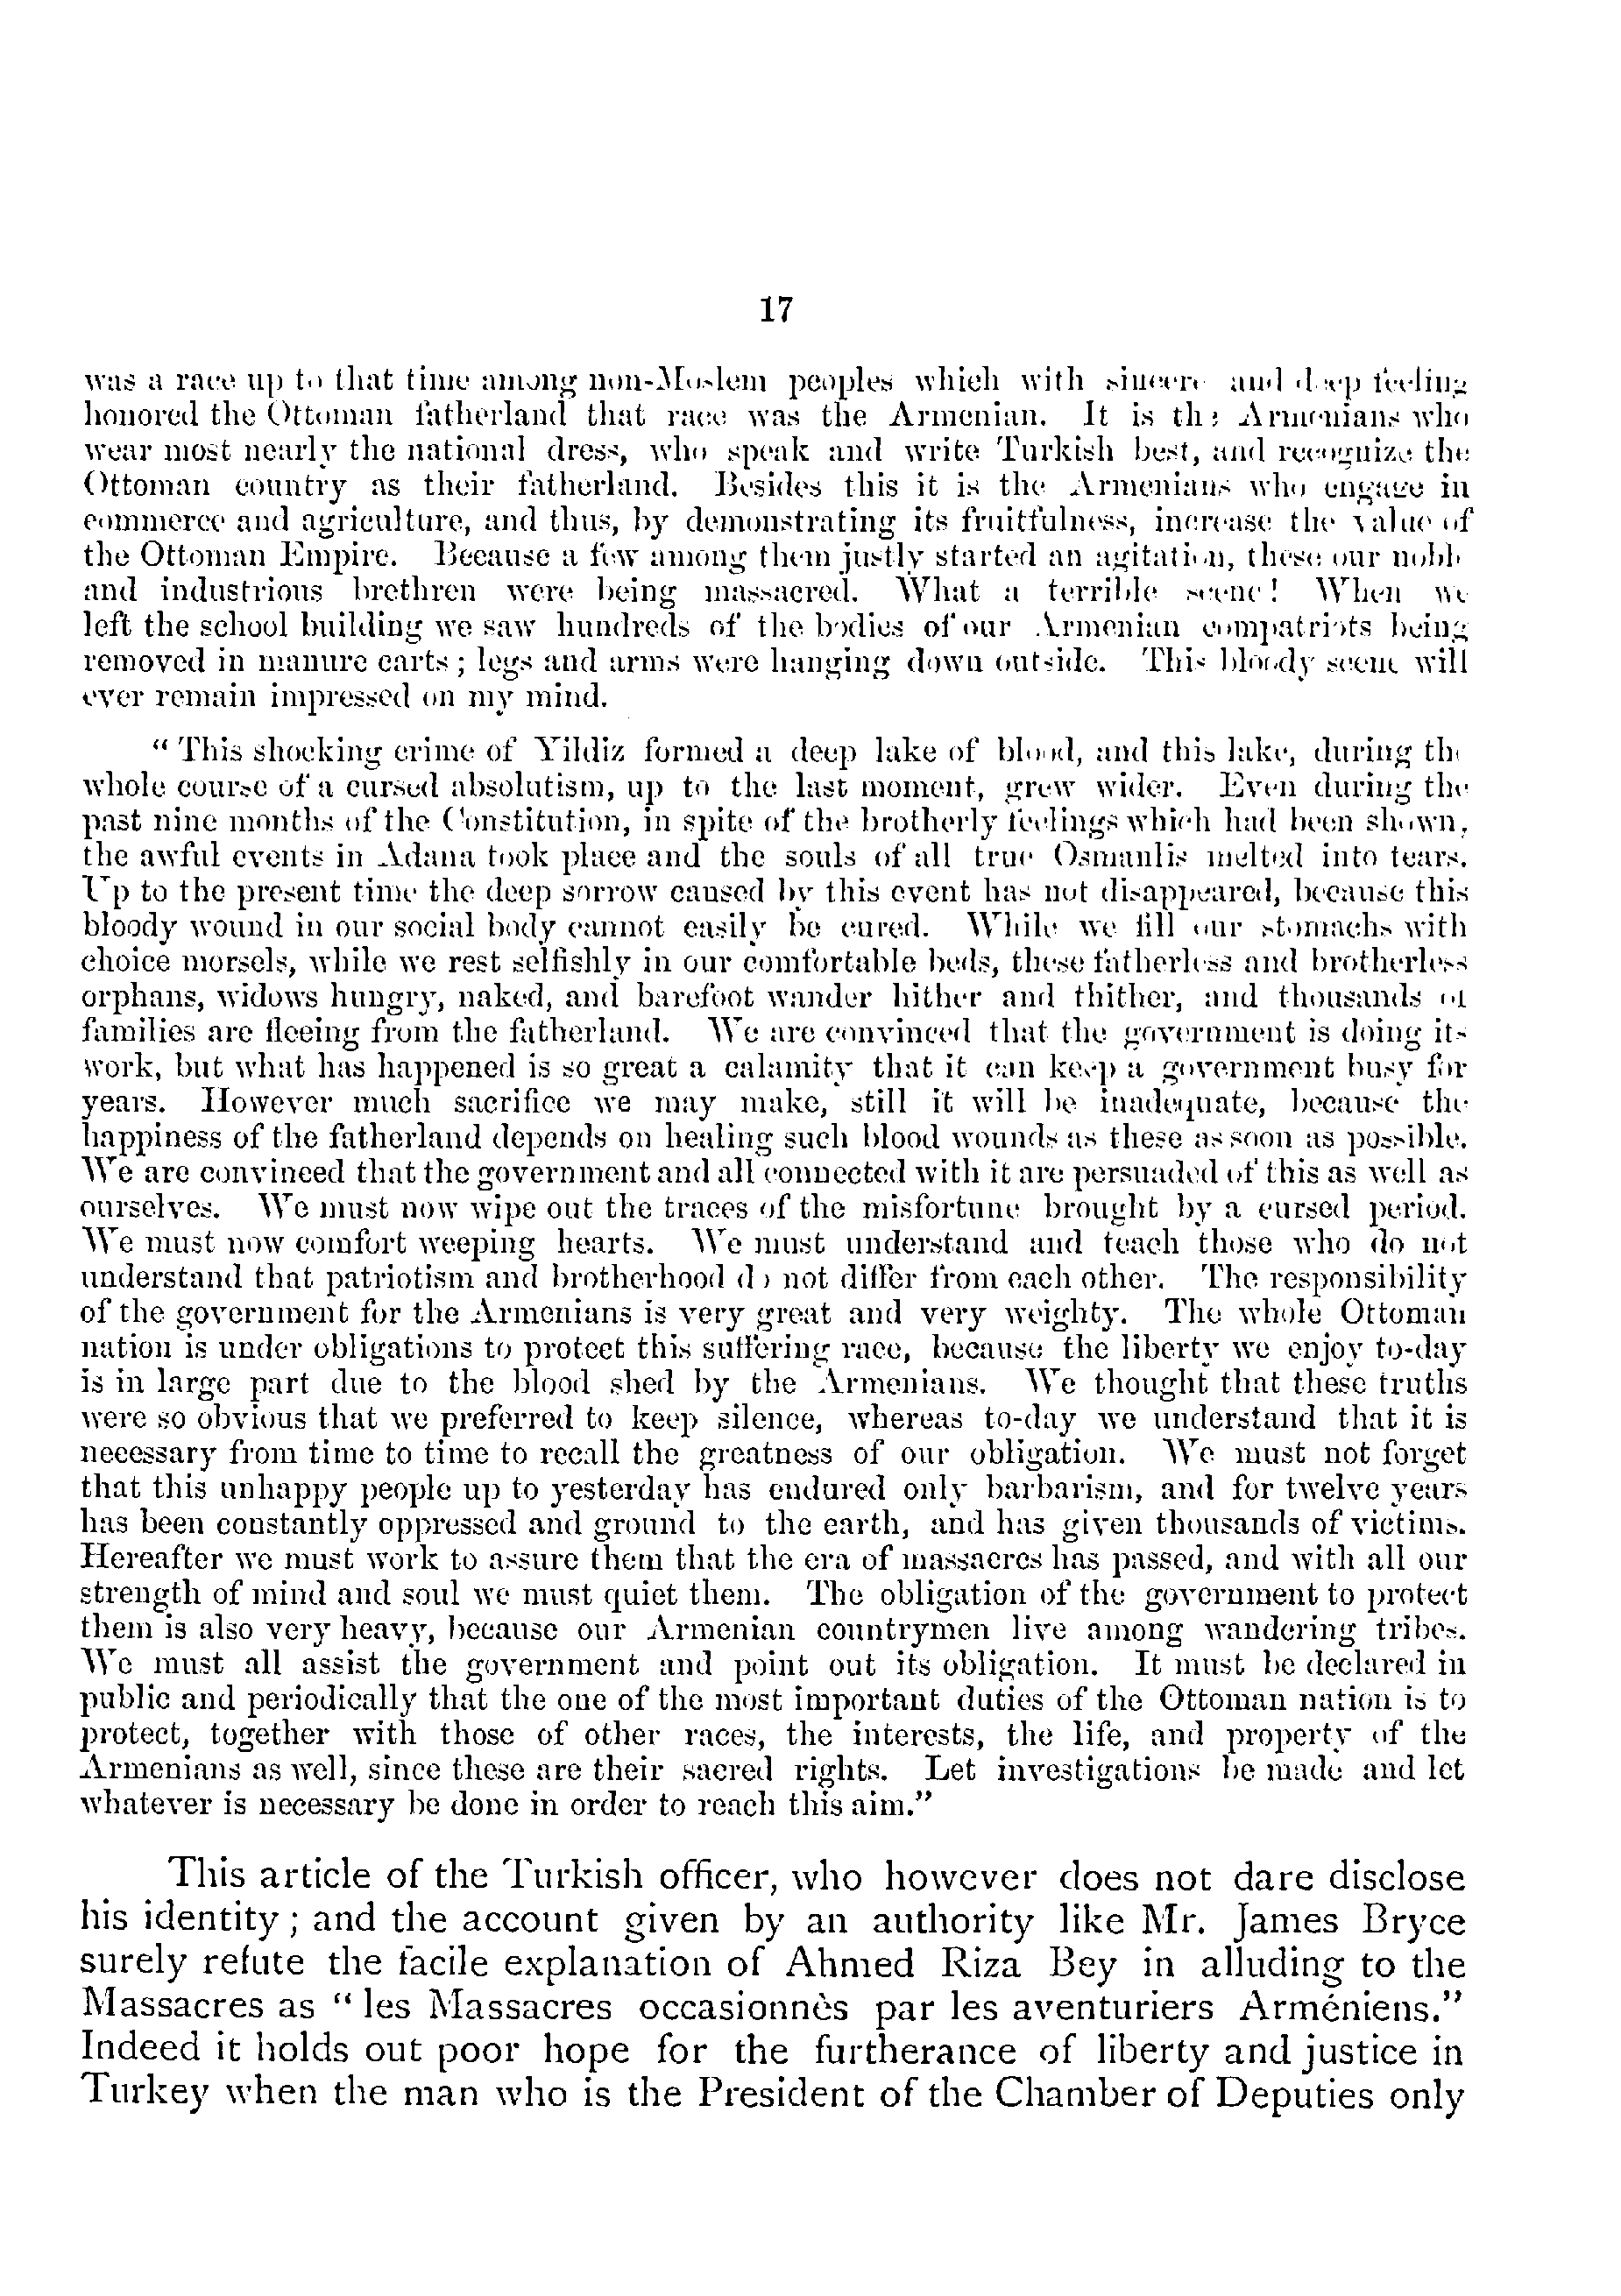 17
was a race up to that time among non-Moslem peoples which with sincere and deep feeling
honored the Ottoman fatherland that race was the Armenian. It is the Armenians who
wear most nearly the national dress, who speak and write Turkish best, and recognize the
Ottoman country as their fatherland. Besides this it is the Armenians who engage in
commerce and agriculture, and thus, by demonstrating its fruitfulness, increase the value of
the Ottoman Empire. Because a few among them justly started an agitation, these our noble
and industrious brethren were being massacred. What a terrible scene! When we
left the school building we saw hundreds of the bodies of our Armenian compatriots being
removed in manure carts; legs and arms were hanging down outside. This bloody scene will
ever remain impressed on my mind.
“This shocking crime of Yildiz formed a deep lake of blood, and this lake, during the
whole course of a cursed absolutism, up to the last moment, grew wider. Even during the
past nine months of the Constitution, in spite of the brotherly feelings which had been shown,
the awful events in Adana took place and the souls of all true Osmanlis melted into tears.
Up to the present time the deep sorrow caused by this event has not disappeared, because this
bloody wound in our social body cannot easily be cured. While we fill our stomachs with
choice morsels, while we rest selfishly in our comfortable beds, these fatherless and brotherless
orphans, widows hungry, naked, and barefoot wander hither and thither, and thousands of
families are fleeing from the fatherland. We are convinced that the government is doing its
work, but what has happened is so great a calamity that it can keep a government busy for
years. However much sacrifice we may make, still it will be inadequate, because the
happiness of the fatherland depends on healing such blood wounds as these as soon as possible.
We are convinced that the government and all connected with it are persuaded of this as well as
ourselves. We must now wipe out the traces of the misfortune brought by a cursed period.
We must now comfort weeping hearts. We must understand and teach those who do not
understand that patriotism and brotherhood do not differ from each other. The responsibility
of the government for the Armenians is very great and very weighty. The whole Ottoman
nation is under obligations to protect this suffering race, because the liberty we enjoy to-day
is in large part due to the blood shed by the Armenians. We thought that these truths
were so obvious that we preferred to keep silence, whereas to-day we understand that it is
necessary from time to time to recall the greatness of our obligation. We must not forget
that this unhappy people up to yesterday has endured only barbarism, and for twelve years
has been constantly oppressed and ground to the earth, and has given thousands of victims.
Hereafter we must work to assure them that the era of massacres has passed, and with all our
strength of mind and soul we must quiet them. The obligation of the government to protect
them is also very heavy, because our Armenian countrymen live among wandering tribes.
We must all assist the government and point out its obligation. It must be declared in
public and periodically that the one of the most important duties of the Ottoman nation is to
protect, together with those of other races, the interests, the life, and property of the
Armenians as well, since these are their sacred rights. Let investigations be made and let
whatever is necessary be done in order to reach this aim.”
This article of the Turkish officer, who however does not dare disclose
his identity; and the account given by an authority like Mr. James Bryce
surely refute the facile explanation of Ahmed Riza Bey in alluding to the
Massacres as “les Massacres occasionnès par les aventuriers Arméniens.”
Indeed it holds out poor hope for the furtherance of liberty and justice in
Turkey when the man who is the President of the Chamber of Deputies only